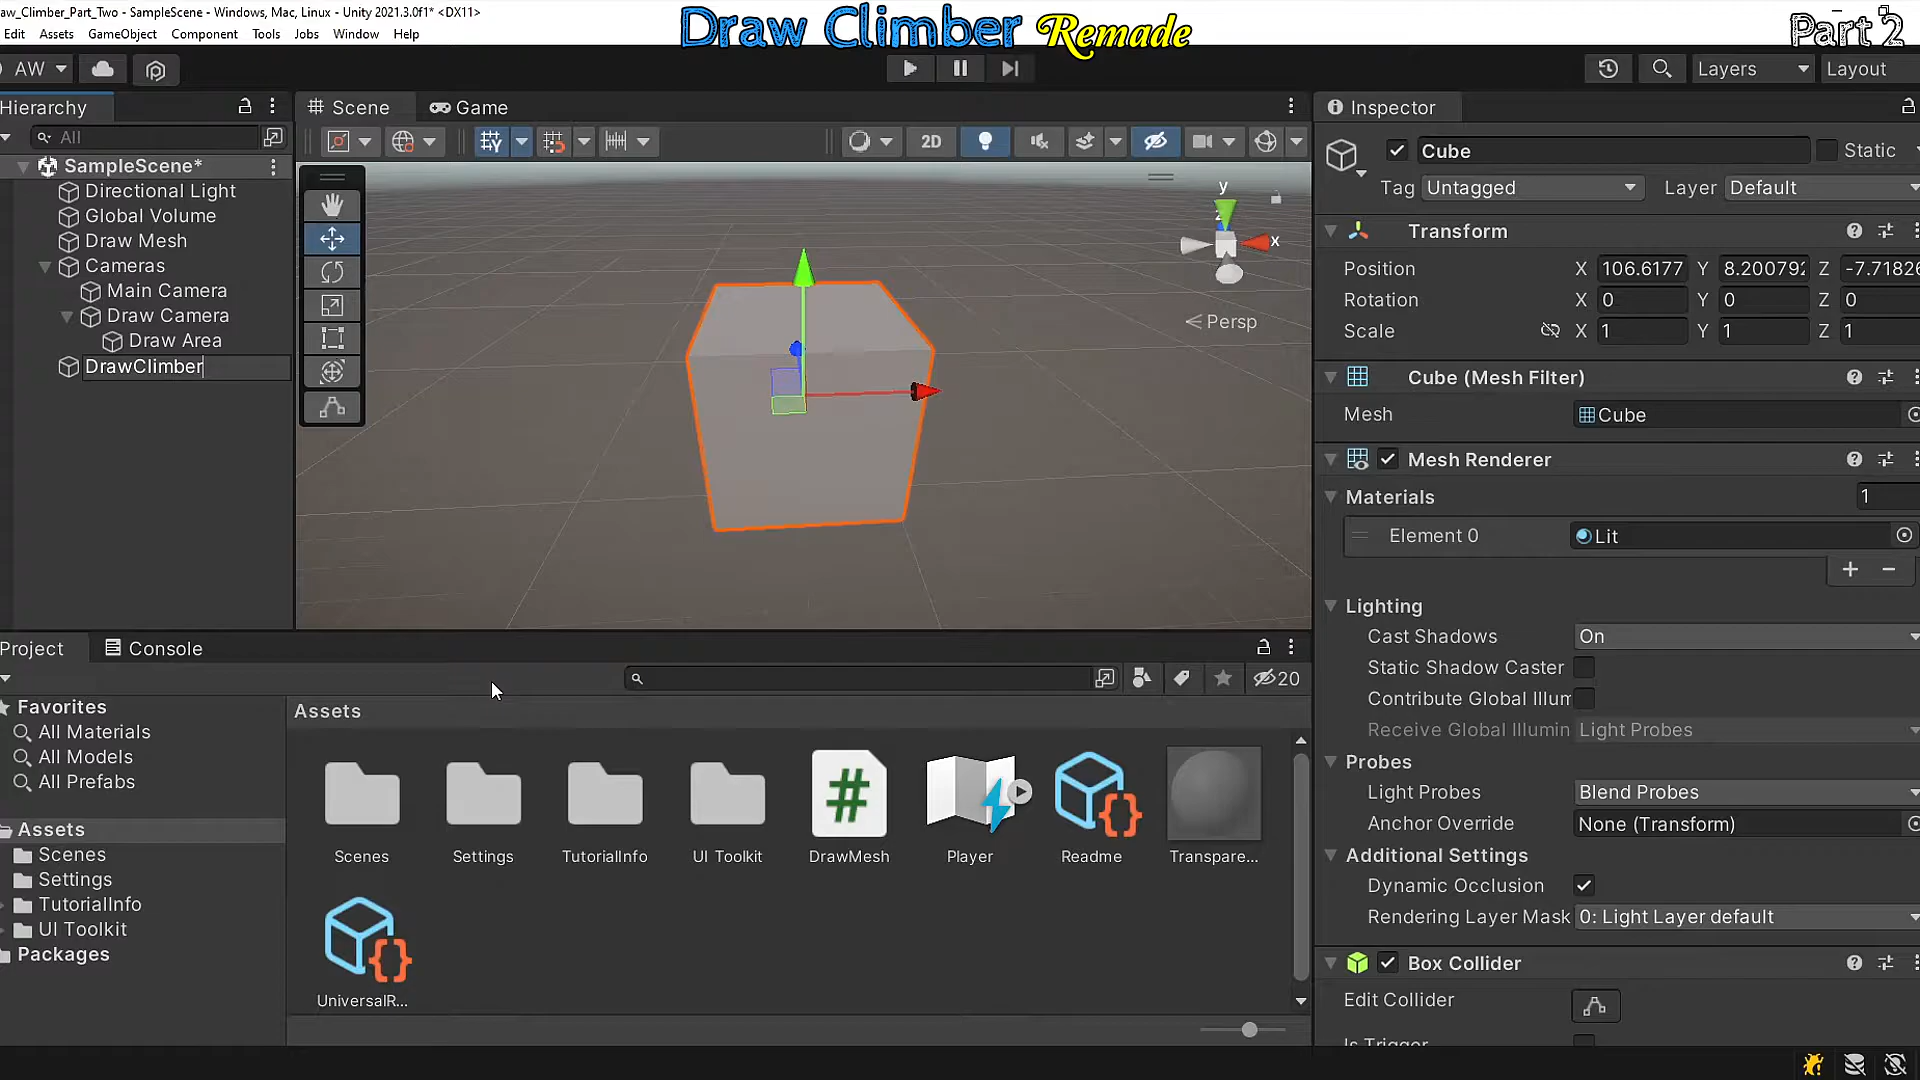 aw_Climber_Part_Two - SampleScene - Windows, Mac, Linux - Unity 2021.3.0f1* <DX11>
Draw Climber Remade
Part 2
Edit Assets GameObject Component Tools Jobs Window Help
AW
Layers
Layout
Hierarchy
All
SampleScene*
Directional Light
Global Volume
Draw Mesh
Cameras
Main Camera
Draw Camera
Draw Area
DrawClimber
Scene
Game
2D
y
z
x
Persp
Inspector
Cube
Static
Tag Untagged Layer Default
Transform
Position X 106.6177 Y 8.200792 Z -7.71826
Rotation X 0 Y 0 Z 0
Scale X 1 Y 1 Z 1
Cube (Mesh Filter)
Mesh Cube
Mesh Renderer
Materials 1
Element 0 Lit
Lighting
Cast Shadows On
Static Shadow Caster
Contribute Global Illum
Receive Global Illumin Light Probes
Probes
Light Probes Blend Probes
Anchor Override None (Transform)
Additional Settings
Dynamic Occlusion
Rendering Layer Mask 0: Light Layer default
Box Collider
Edit Collider
Is Trigger
Project
Console
20
Favorites
All Materials
All Models
All Prefabs
Assets
Scenes
Settings
TutorialInfo
UI Toolkit
Packages
Assets
Scenes
Settings
TutorialInfo
UI Toolkit
DrawMesh
Player
Readme
Transpare...
UniversalR...